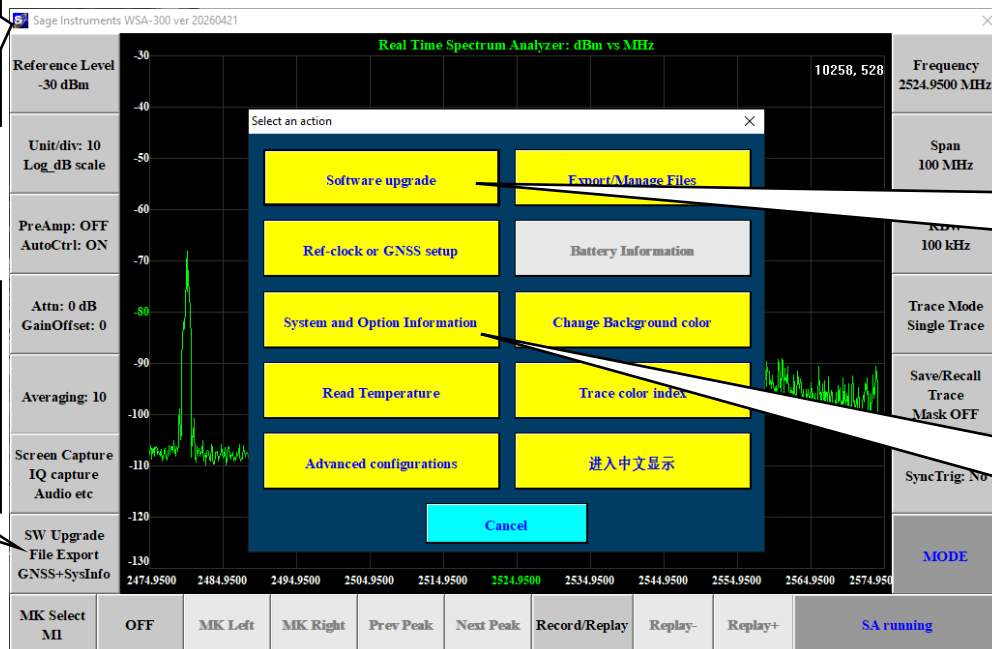 Sage Instruments WSA-300 ver 20260421
Real Time Spectrum Analyzer: dBm vs MHz
10258, 528
Reference Level
-30 dBm
Unit/div: 10
Log_dB scale
PreAmp: OFF
AutoCtrl: ON
Attn: 0 dB
GainOffset: 0
Averaging: 10
Screen Capture
IQ capture
Audio etc
SW Upgrade
File Export
GNSS+SysInfo
-30
-40
-50
-60
-70
-80
-90
-100
-110
-120
-130
Select an action
Software upgrade
Export/Manage Files
Ref-clock or GNSS setup
Battery Information
System and Option Information
Change Background color
Read Temperature
Trace color index
Advanced configurations
进入中文显示
Cancel
Frequency
2524.9500 MHz
Span
100 MHz
RBW
100 kHz
Trace Mode
Single Trace
Save/Recall
Trace
Mask OFF
SyncTrig: No
MODE
2474.9500 2484.9500 2494.9500 2504.9500 2514.9500 2524.9500 2534.9500 2544.9500 2554.9500 2564.9500 2574.950
MK Select
M1
OFF
MK Left
MK Right
Prev Peak
Next Peak
Record/Replay
Replay-
Replay+
SA running